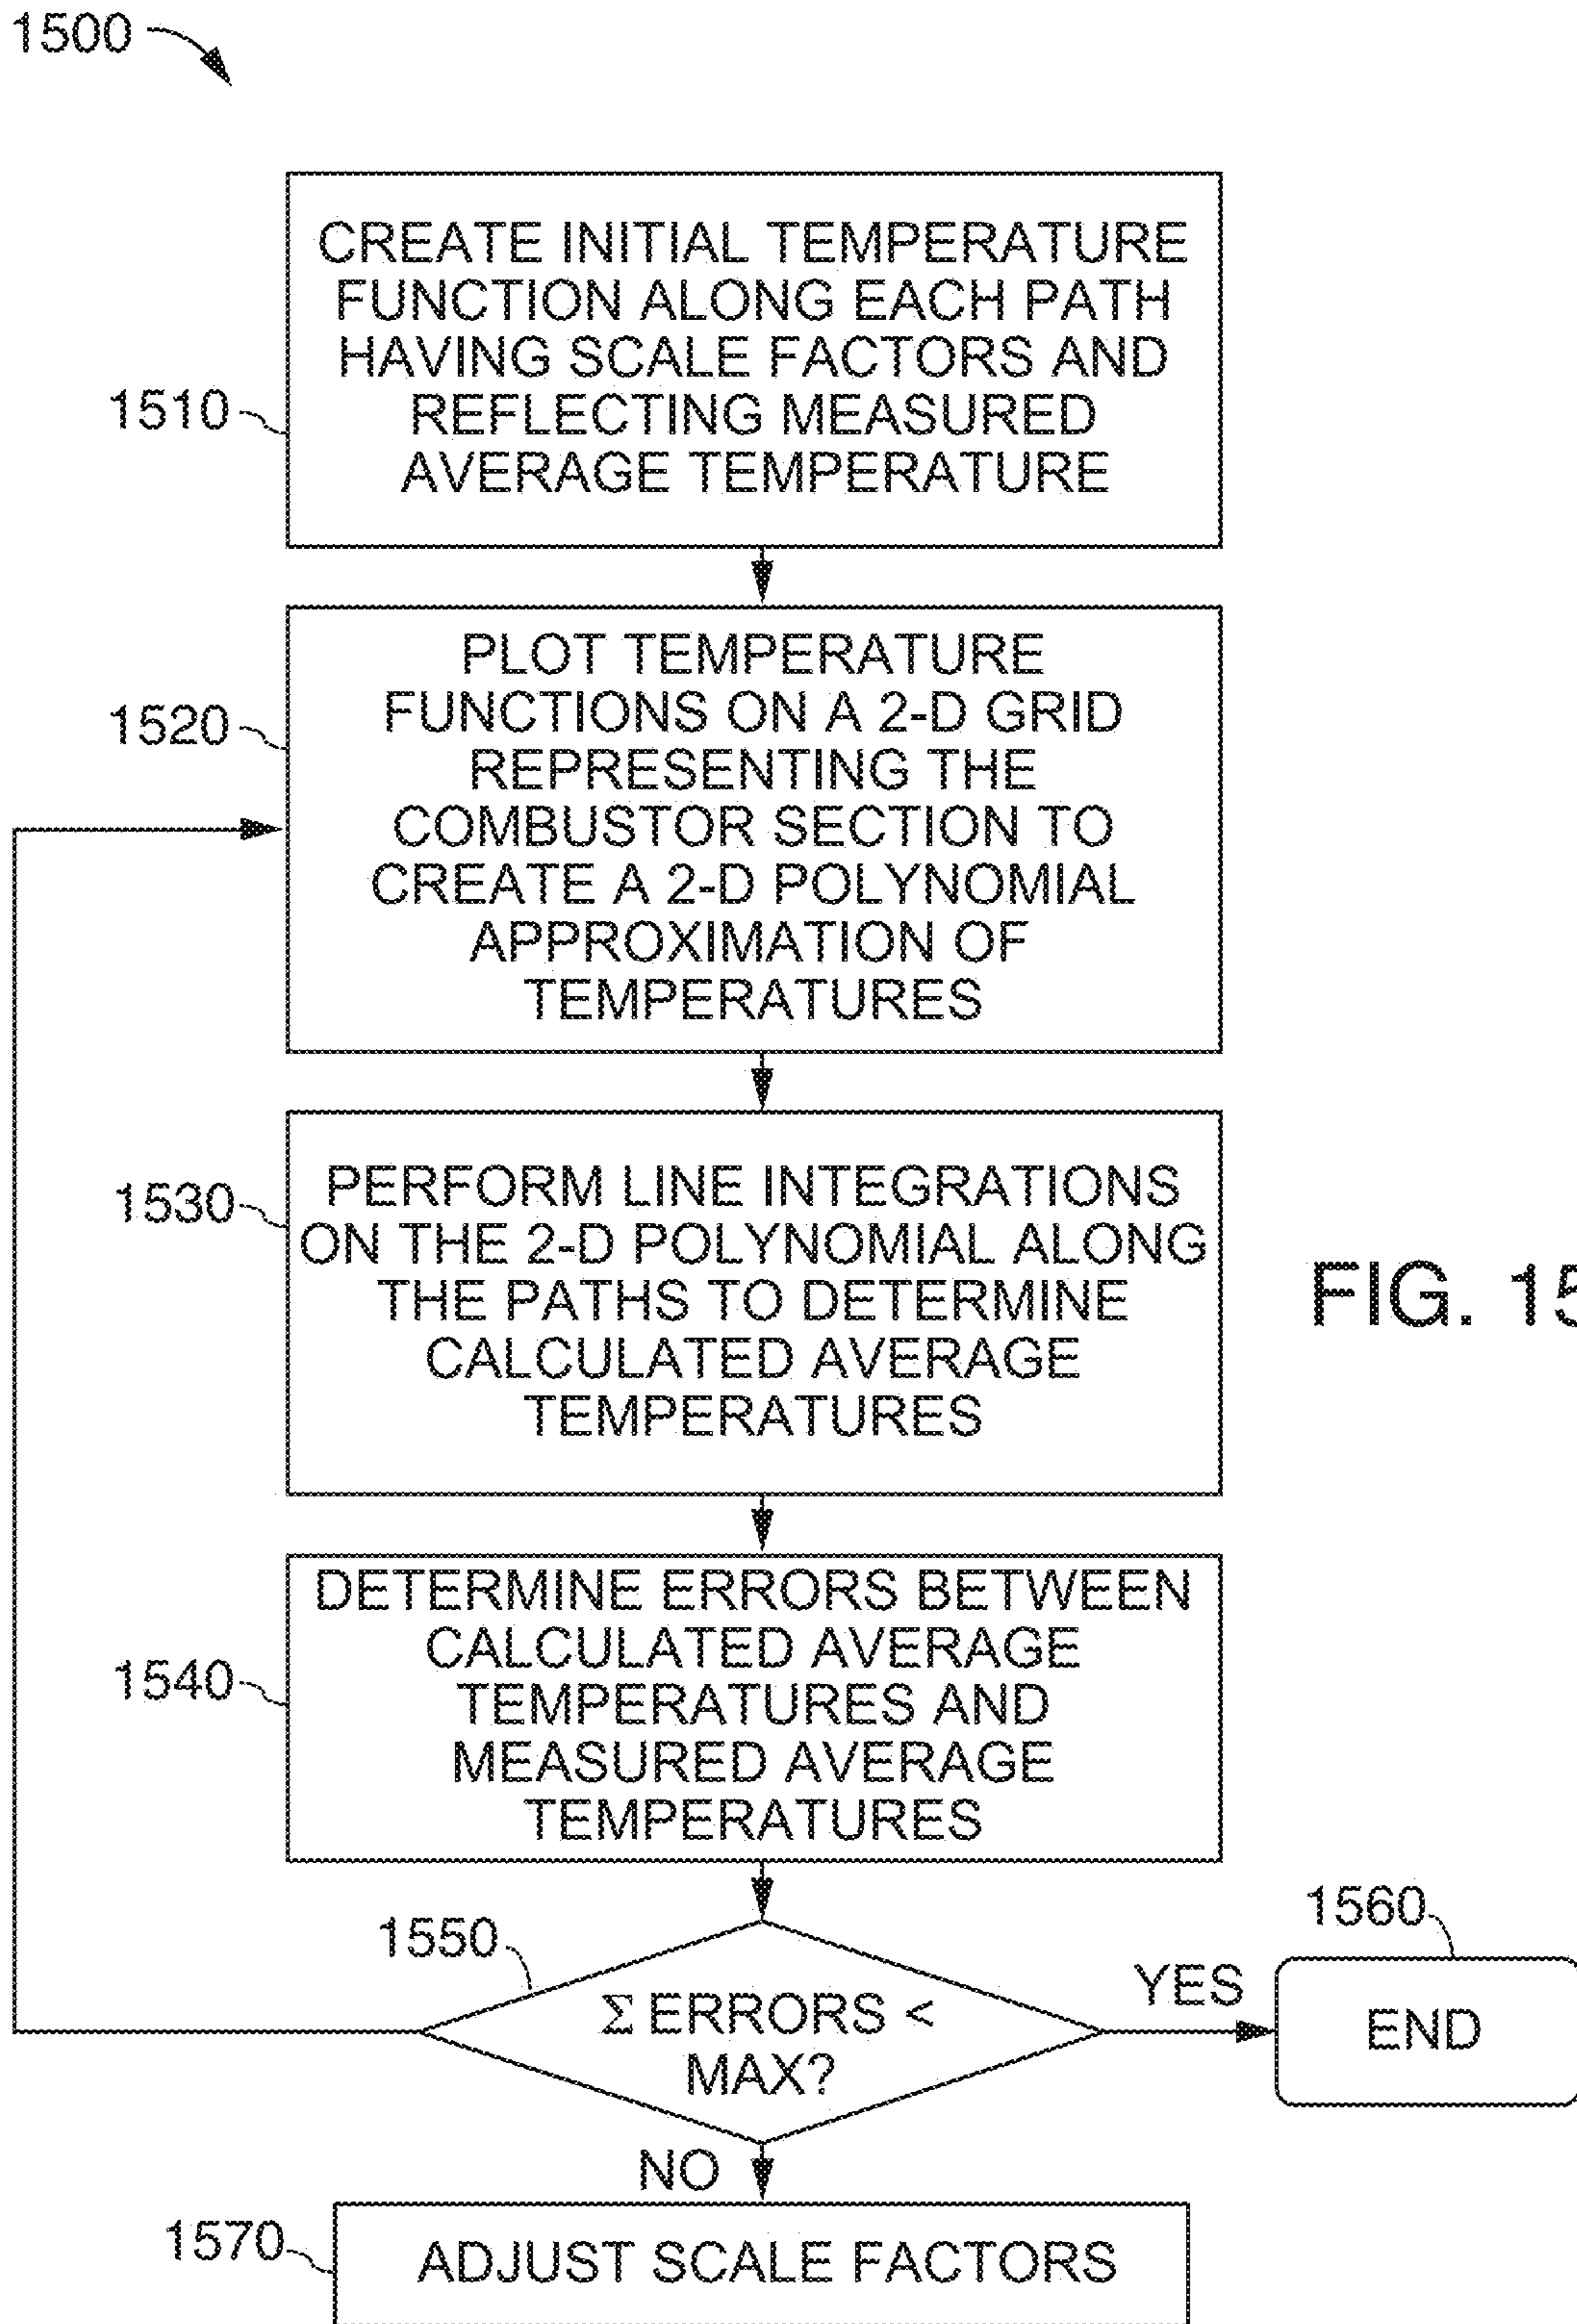 1500
CREATE INITIAL TEMPERATURE
FUNCTION ALONG EACH PATH
HAVING SCALE FACTORS AND
1510
REFLECTING MEASURED
AVERAGE TEMPERATURE
PLOT TEMPERATURE
FUNCTIONS ON A 2-D GRID
1520
REPRESENTING THE
COMBUSTOR SECTION TO
CREATE A 2-D POLYNOMIAL
APPROXIMATION OF
TEMPERATURES
PERFORM LINE INTEGRATIONS
1530
ON THE 2-D POLYNOMIAL ALONG
THE PATHS TO DETERMINE
CALCULATED AVERAGE
TEMPERATURES
FIG. 15
DETERMINE ERRORS BETWEEN
CALCULATED AVERAGE
1540
TEMPERATURES AND
MEASURED AVERAGE
TEMPERATURES
1550
Σ ERRORS <
MAX?
YES
1560
END
NO
1570
ADJUST SCALE FACTORS